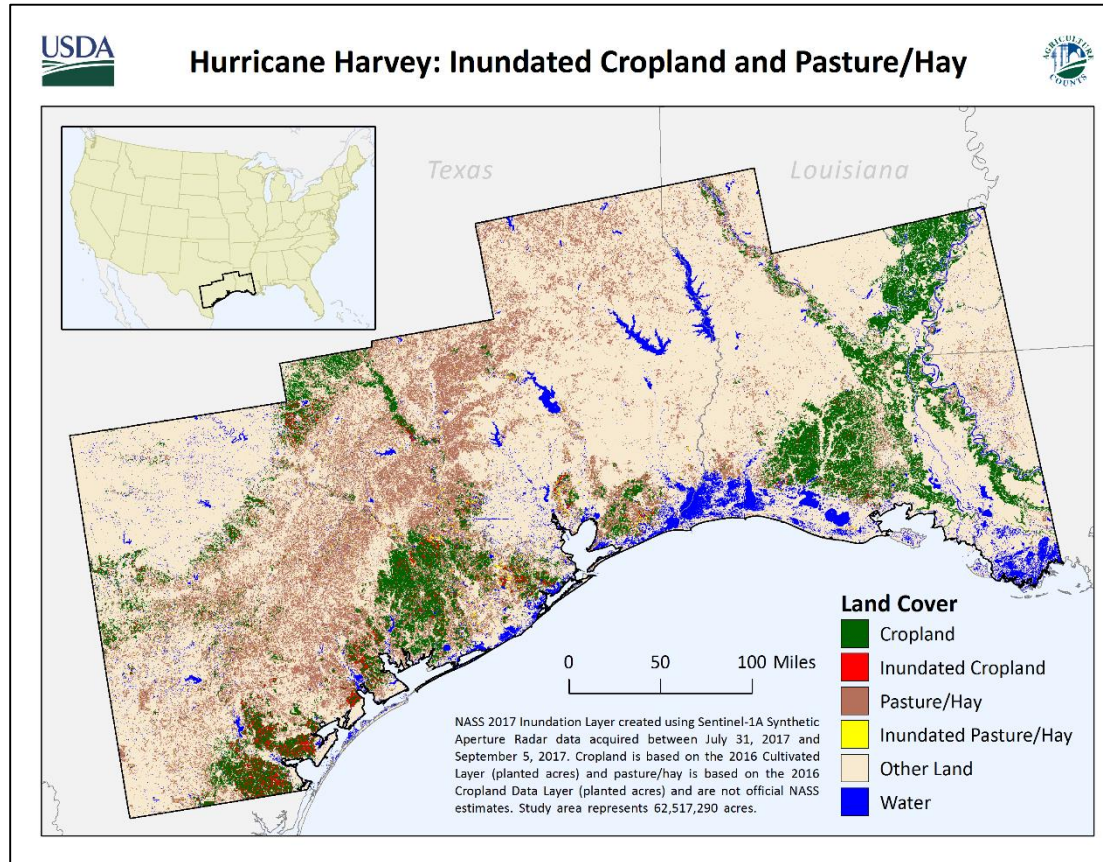 USDA
Hurricane Harvey: Inundated Cropland and Pasture/Hay
AGRICULTURE
COUNTS
Texas
Louisiana
Land Cover
Cropland
Inundated Cropland
Pasture/Hay
Inundated Pasture/Hay
Other Land
Water
0 50 100 Miles
NASS 2017 Inundation Layer created using Sentinel-1A Synthetic
Aperture Radar data acquired between July 31, 2017 and
September 5, 2017. Cropland is based on the 2016 Cultivated
Layer (planted acres) and pasture/hay is based on the 2016
Cropland Data Layer (planted acres) and are not official NASS
estimates. Study area represents 62,517,290 acres.